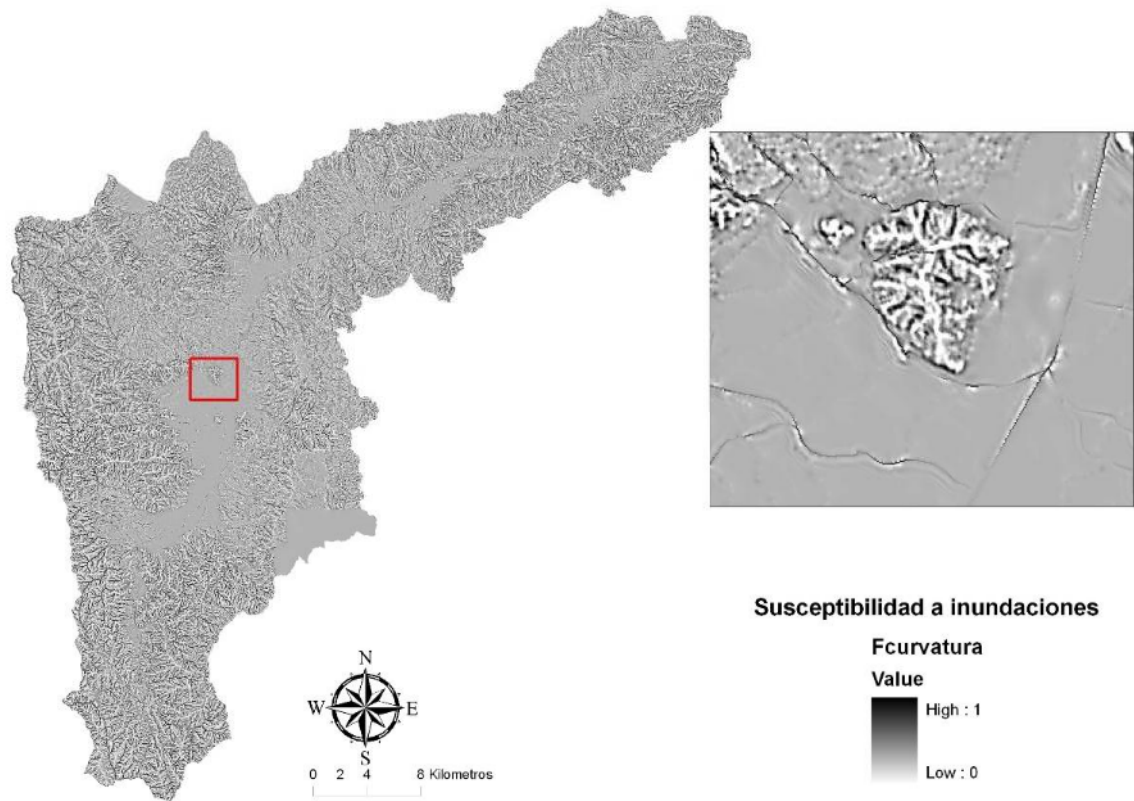 Susceptibilidad a inundaciones
Fcurvatura
Value
High : 1
Low : 0
N
W E
S
0 2 4 8 Kilometros